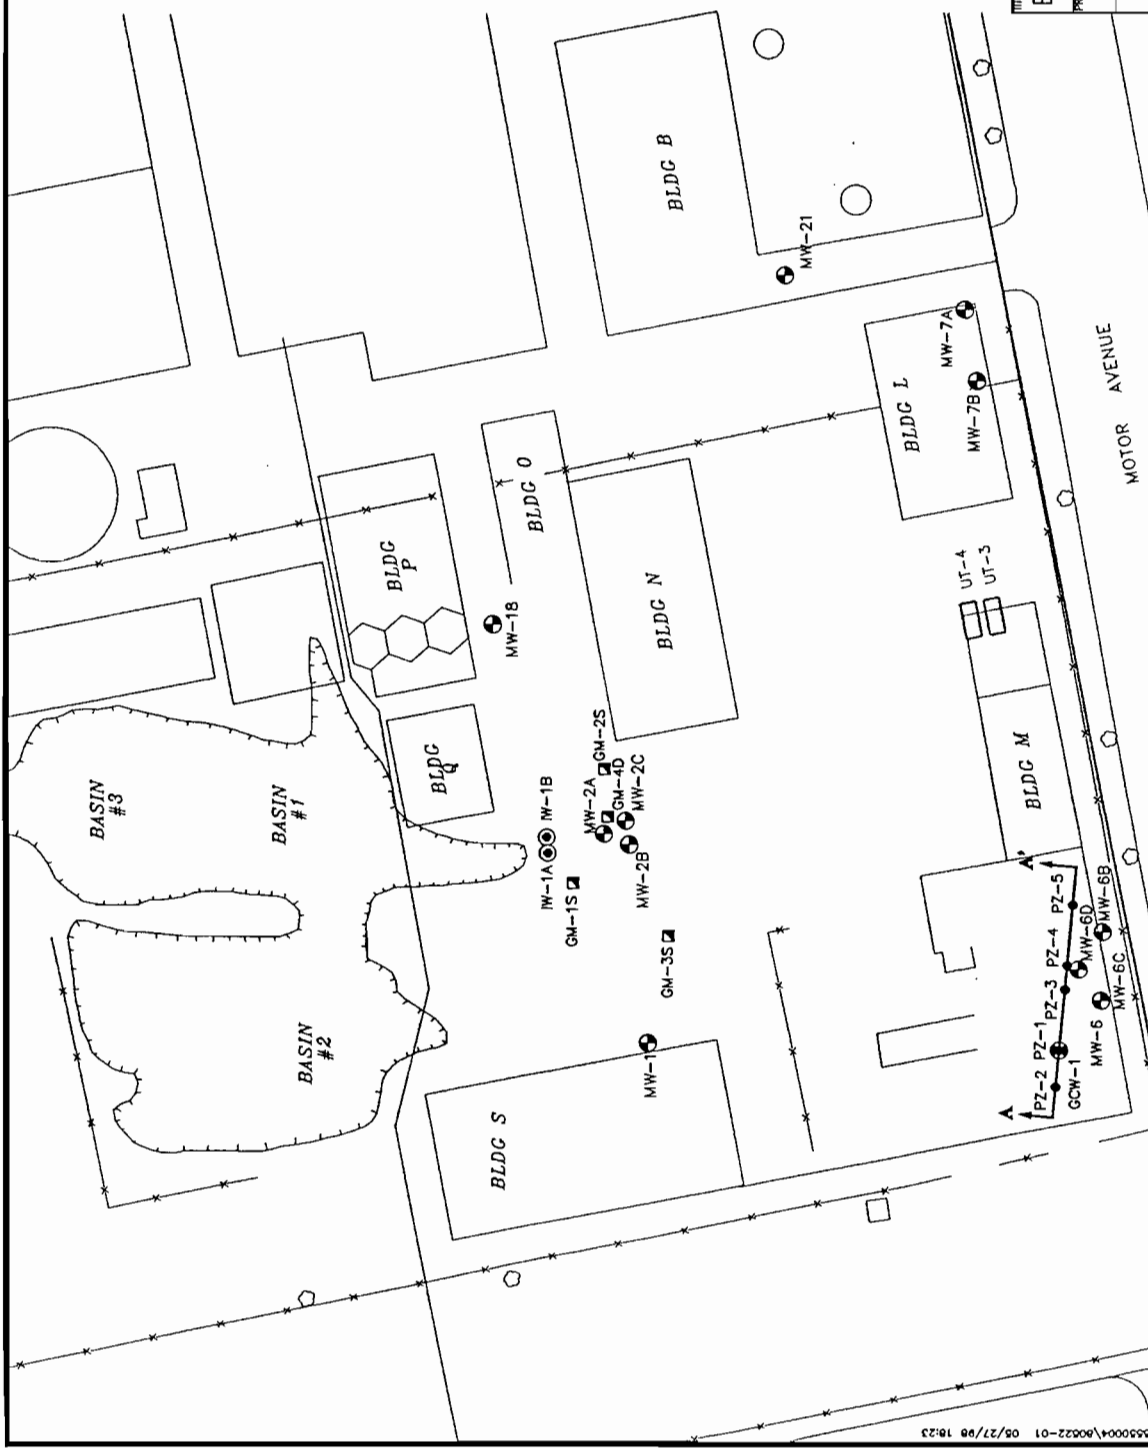 BASIN
#3
BASIN
#1
BASIN
#2
BLDG S
BLDG
Q
BLDG
P
BLDG O
BLDG N
BLDG B
BLDG L
BLDG M
IW-1A
IW-1B
GM-1S
MW-2A
GM-2S
GM-4D
MW-2C
MW-2B
GM-3S
MW-1
MW-18
MW-21
MW-7A
MW-7B
UT-4
UT-3
A
A'
PZ-2
PZ-1
PZ-3
PZ-4
PZ-5
GCW-1
MW-6
MW-6C
MW-6D
MW-6B
MOTOR AVENUE
05/27/98 16:23